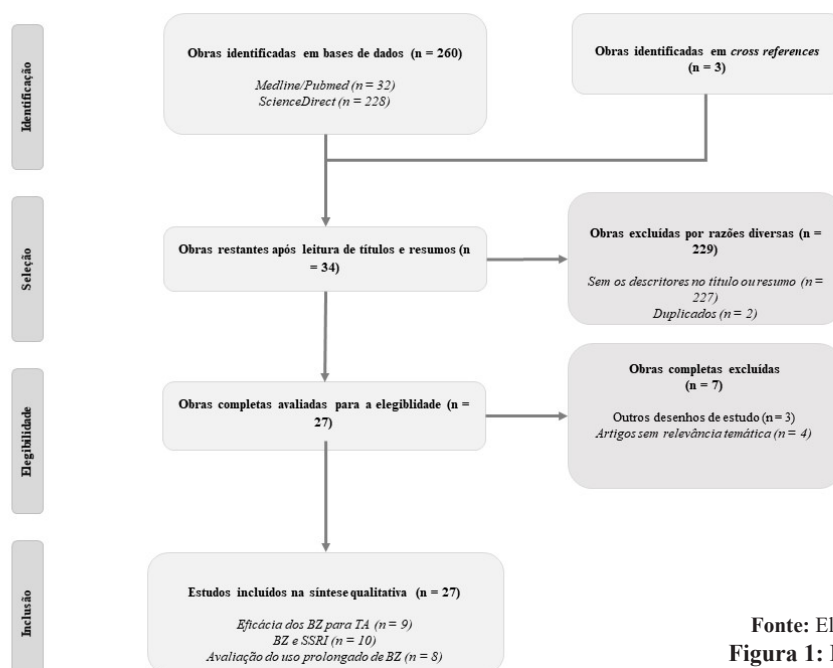 Identificação
Obras identificadas em bases de dados (n = 260)
Medline/Pubmed (n = 32)
ScienceDirect (n = 228)
Obras identificadas em cross references
(n = 3)
Seleção
Obras restantes após leitura de títulos e resumos (n
= 34)
Obras excluídas por razões diversas (n =
229)
Sem os descritores no título ou resumo (n =
227)
Duplicados (n = 2)
Elegibilidade
Obras completas avaliadas para a elegiblidade (n =
27)
Obras completas excluídas
(n = 7)
Outros desenhos de estudo (n = 3)
Artigos sem relevância temática (n = 4)
Inclusão
Estudos incluídos na síntese qualitativa (n = 27)
Eficácia dos BZ para TA (n = 9)
BZ e SSRI (n = 10)
Avaliação do uso prolongado de BZ (n = 8)
Fonte: El
Figura 1: